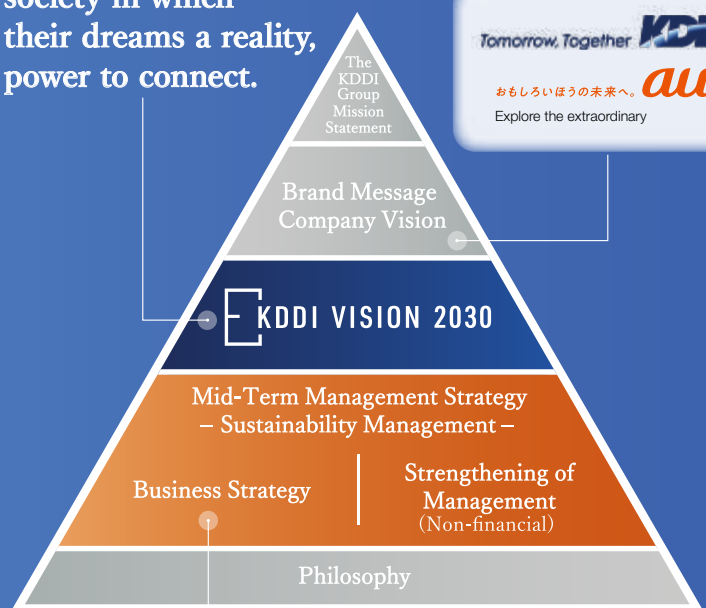 society in which
their dreams a reality,
power to connect.
Tomorrow, Together
おもしろいほうの未来へ。
Explore the extraordinary
The
KDDI
Group
Mission
Statement
Brand Message
Company Vision
KDDI VISION 2030
Mid-Term Management Strategy
– Sustainability Management –
Business Strategy
Strengthening of
Management
(Non-financial)
Philosophy